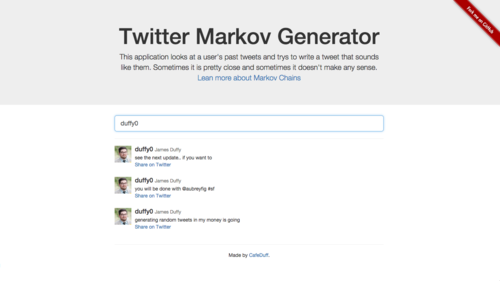 Fork me on GitHub
Twitter Markov Generator
This application looks at a user's past tweets and trys to write a tweet that sounds
like them. Sometimes it is pretty close and sometimes it doesn't make any sense.
Lean more about Markov Chains
duffy0
duffy0 James Duffy
see the next update.. if you want to
Share on Twitter
duffy0 James Duffy
you will be done with @aubreyfig #sf
Share on Twitter
duffy0 James Duffy
generating random tweets in my money is going
Share on Twitter
Made by CafeDuff.